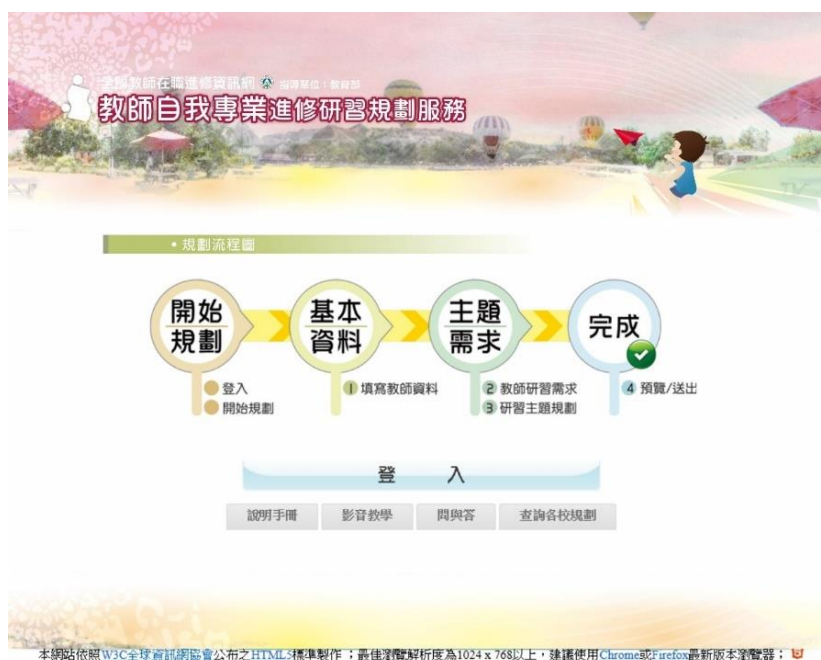 全國教師在職進修資訊網 指導單位：教育部
教師自我專業進修研習規劃服務
•規劃流程圖
開始
規劃
基本
資料
主題
需求
完成
登入
開始規劃
1 填寫教師資料
2 教師研習需求
3 研習主題規劃
4 預覽/送出
登 入
說明手冊 影音教學 問與答 查詢各校規劃
本網站依照W3C全球資訊網協會公布之HTML5標準製作；最佳瀏覽解析度為1024 x 768以上，建議使用Chrome或Firefox最新版本瀏覽器；